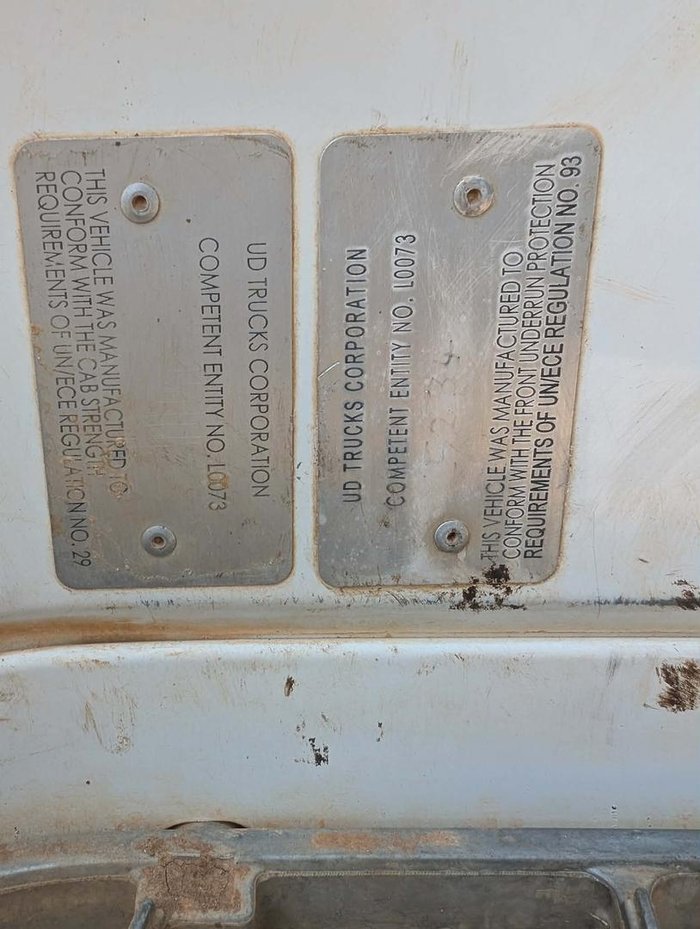 UD TRUCKS CORPORATION
COMPETENT ENTITY NO. L0073
THIS VEHICLE WAS MANUFACTURED TO
CONFORM WITH THE CAB STRENGTH
REQUIREMENTS OF UN/ECE REGULATION NO. 29
UD TRUCKS CORPORATION
COMPETENT ENTITY NO. L0073
THIS VEHICLE WAS MANUFACTURED TO
CONFORM WITH THE FRONT UNDERRUN PROTECTION
REQUIREMENTS OF UN/ECE REGULATION NO. 93